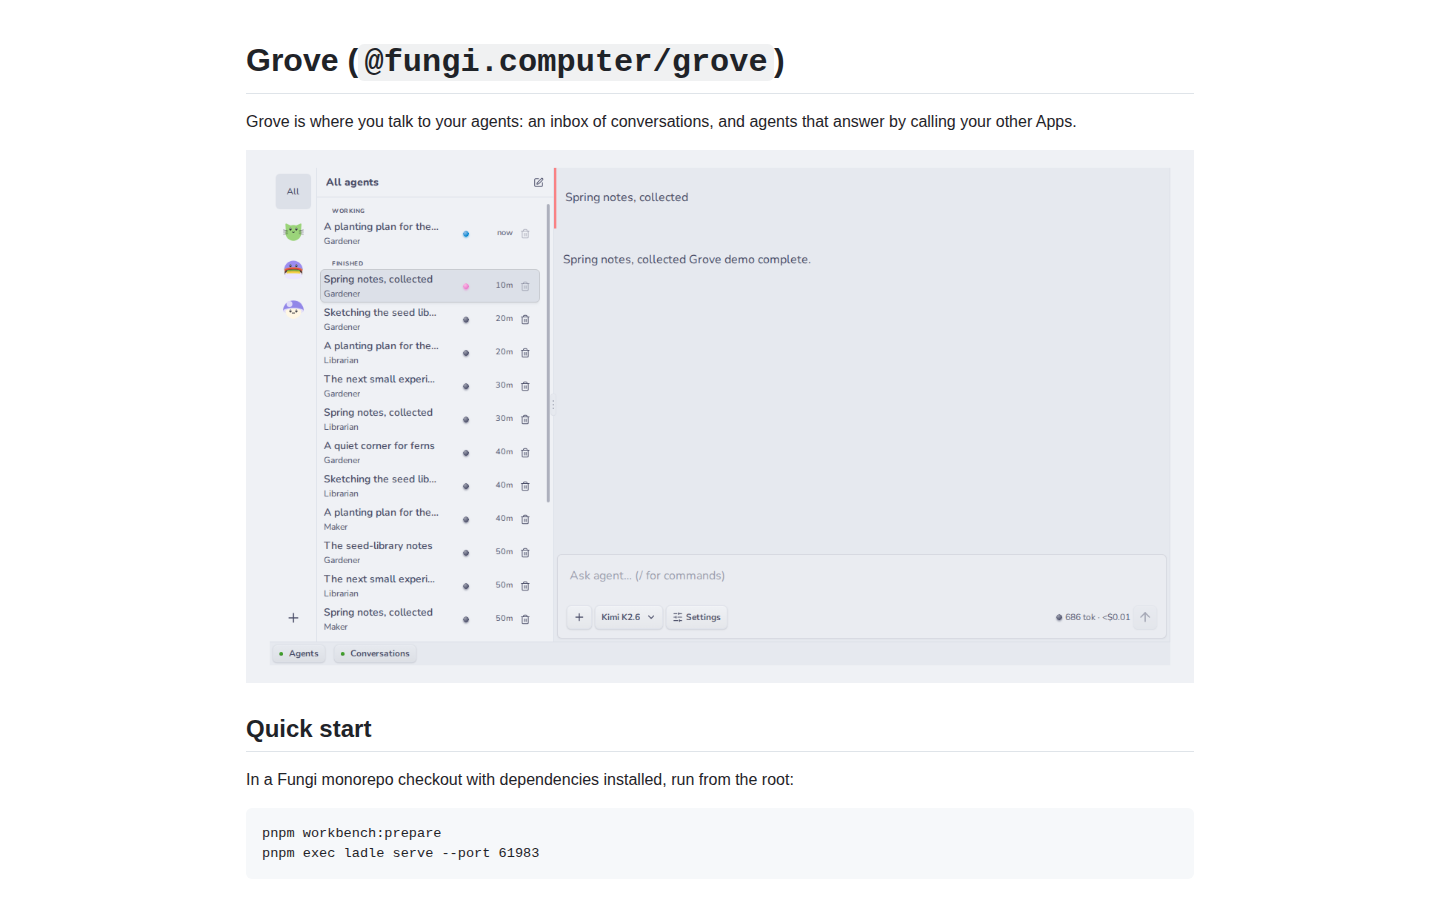 Grove (@fungi.computer/grove)
Grove is where you talk to your agents: an inbox of conversations, and agents that answer by calling your other Apps.
All
All agents
WORKING
A planting plan for the...
now
Gardener
FINISHED
Spring notes, collected
10m
Gardener
Sketching the seed lib...
20m
Gardener
A planting plan for the...
20m
Librarian
The next small experi...
30m
Gardener
Spring notes, collected
30m
Librarian
A quiet corner for ferns
40m
Gardener
Sketching the seed lib...
40m
Librarian
A planting plan for the...
40m
Maker
The seed-library notes
50m
Gardener
The next small experi...
50m
Librarian
Spring notes, collected
50m
Maker
Spring notes, collected
Spring notes, collected Grove demo complete.
Ask agent... (/ for commands)
Kimi K2.6
Settings
686 tok · <$0.01
Agents
Conversations
Quick start
In a Fungi monorepo checkout with dependencies installed, run from the root:
pnpm workbench:prepare
pnpm exec ladle serve --port 61983